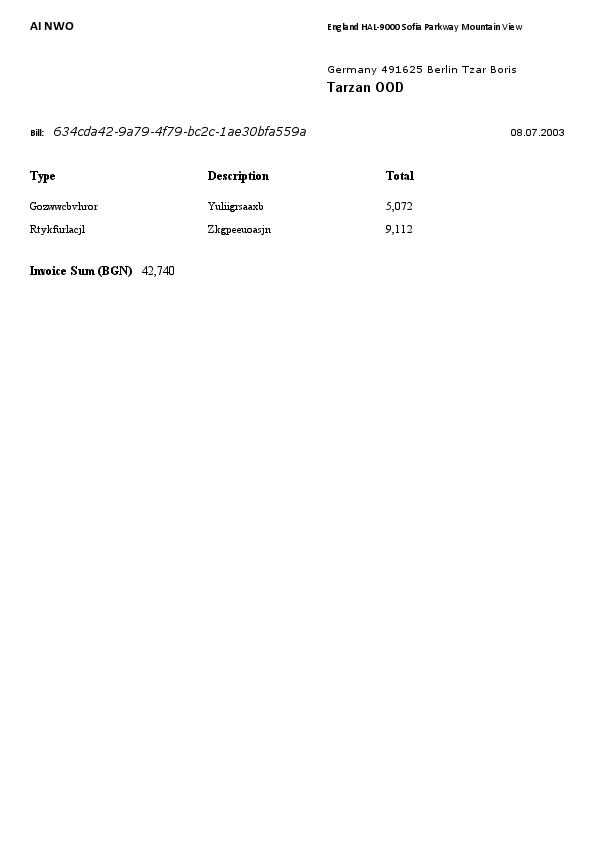 AI NWO England HAL-9000 Sofia Parkway Mountain View
Germany 491625 Berlin Tzar Boris
Tarzan OOD
Bill: 634cda42-9a79-4f79-bc2c-1ae30bfa559a 08.07.2003
Type Description Total
Gozwwcbvhror Yuliigrsaaxb 5,072
Rtykfurlacjl Zkgpeeuoasjn 9,112
Invoice Sum (BGN) 42,740